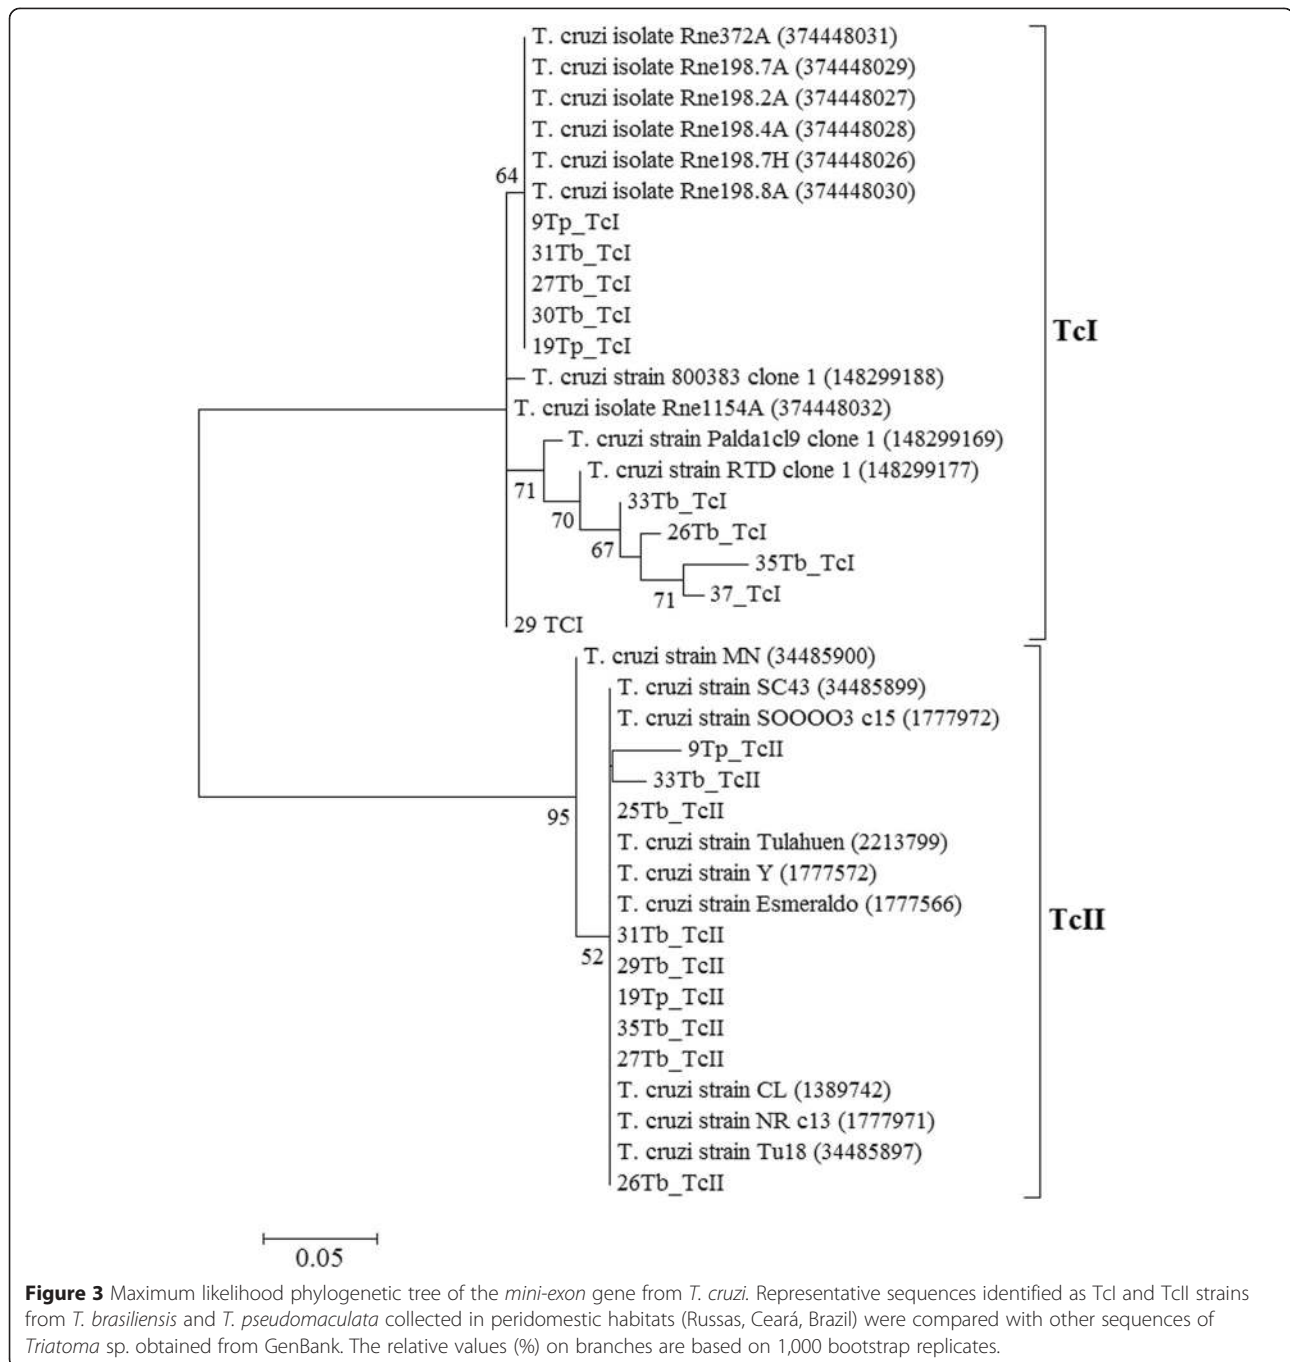 T. cruzi isolate Rne372A (374448031)
T. cruzi isolate Rne198.7A (374448029)
T. cruzi isolate Rne198.2A (374448027)
T. cruzi isolate Rne198.4A (374448028)
T. cruzi isolate Rne198.7H (374448026)
64
T. cruzi isolate Rne198.8A (374448030)
9Tp_TcI
31Tb_TcI
27Tb_TcI
30Tb_TcI
TcI
19Tp_TcI
T. cruzi strain 800383 clone 1 (148299188)
T. cruzi isolate Rne1154A (374448032)
T. cruzi strain Palda1cl9 clone 1 (148299169)
T. cruzi strain RTD clone 1 (148299177)
71
33Tb_TcI
70
26Tb_TcI
67
35Tb_TcI
37_TcI
71
29 TCI
T. cruzi strain MN (34485900)
T. cruzi strain SC43 (34485899)
T. cruzi strain SOOOO3 c15 (1777972)
9Tp_TcII
33Tb_TcII
25Tb_TcII
95
T. cruzi strain Tulahuen (2213799)
T. cruzi strain Y (1777572)
T. cruzi strain Esmeraldo (1777566)
TcII
31Tb_TcII
52
29Tb_TcII
19Tp_TcII
35Tb_TcII
27Tb_TcII
T. cruzi strain CL (1389742)
T. cruzi strain NR c13 (1777971)
T. cruzi strain Tu18 (34485897)
26Tb_TcII
0.05
Figure 3 Maximum likelihood phylogenetic tree of the mini-exon gene from T. cruzi. Representative sequences identified as TcI and TcII strains
from T. brasiliensis and T. pseudomaculata collected in peridomestic habitats (Russas, Ceará, Brazil) were compared with other sequences of
Triatoma sp. obtained from GenBank. The relative values (%) on branches are based on 1,000 bootstrap replicates.